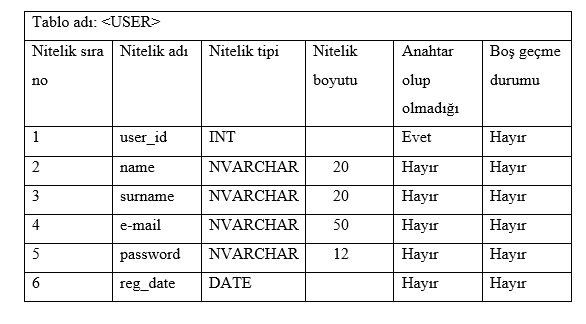 Tablo adı: <USER>
Nitelik sıra no | Nitelik adı | Nitelik tipi | Nitelik boyutu | Anahtar olup olmadığı | Boş geçme durumu
1 | user_id | INT | | Evet | Hayır
2 | name | NVARCHAR | 20 | Hayır | Hayır
3 | surname | NVARCHAR | 20 | Hayır | Hayır
4 | e-mail | NVARCHAR | 50 | Hayır | Hayır
5 | password | NVARCHAR | 12 | Hayır | Hayır
6 | reg_date | DATE | | Hayır | Hayır